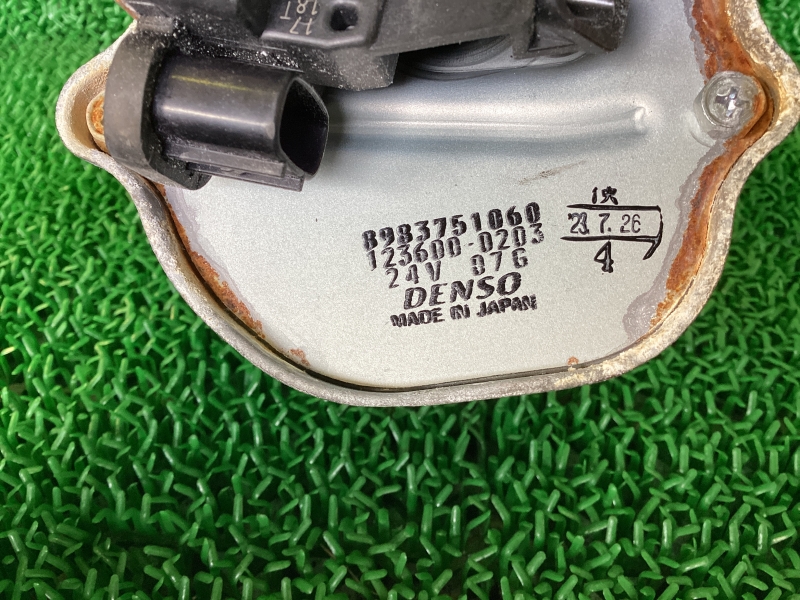 8983751060
123600-0203
24V 07G
DENSO
MADE IN JAPAN
'23. 7. 26
4